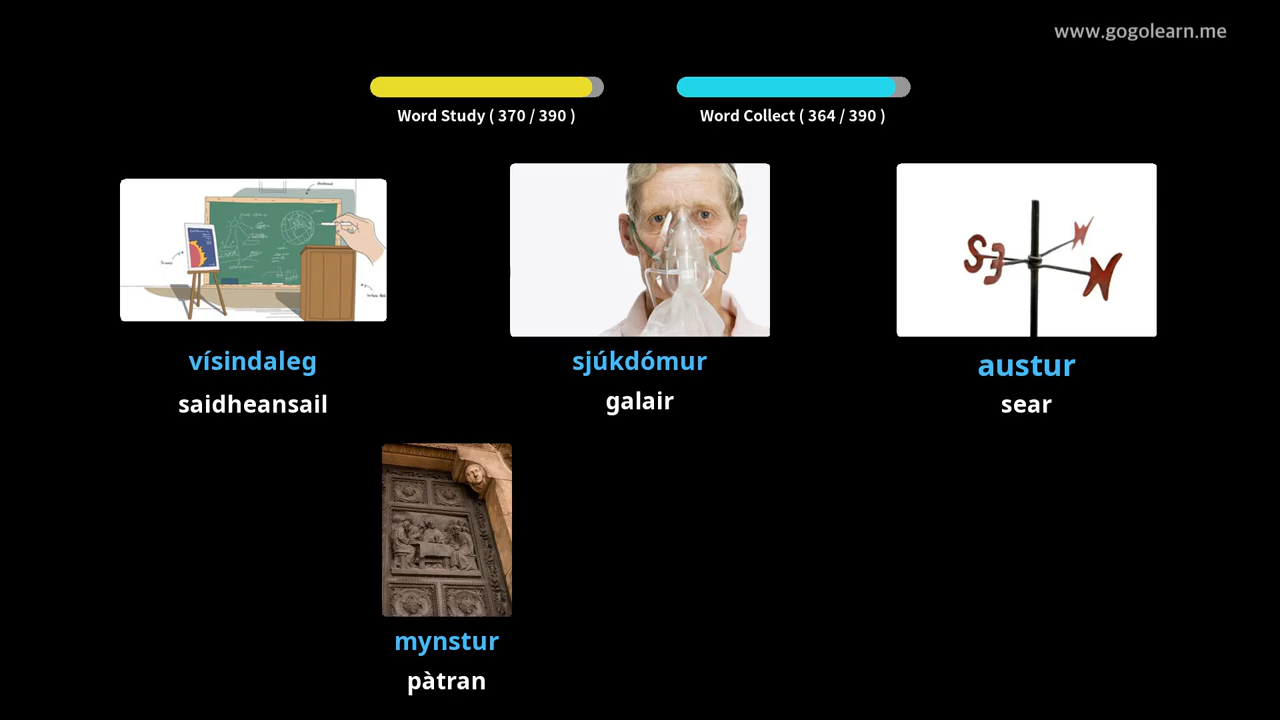 www.gogolearn.me
Word Study ( 370 / 390 )
Word Collect ( 364 / 390 )
vísindaleg
saidheansail
sjúkdómur
galair
austur
sear
mynstur
pàtran